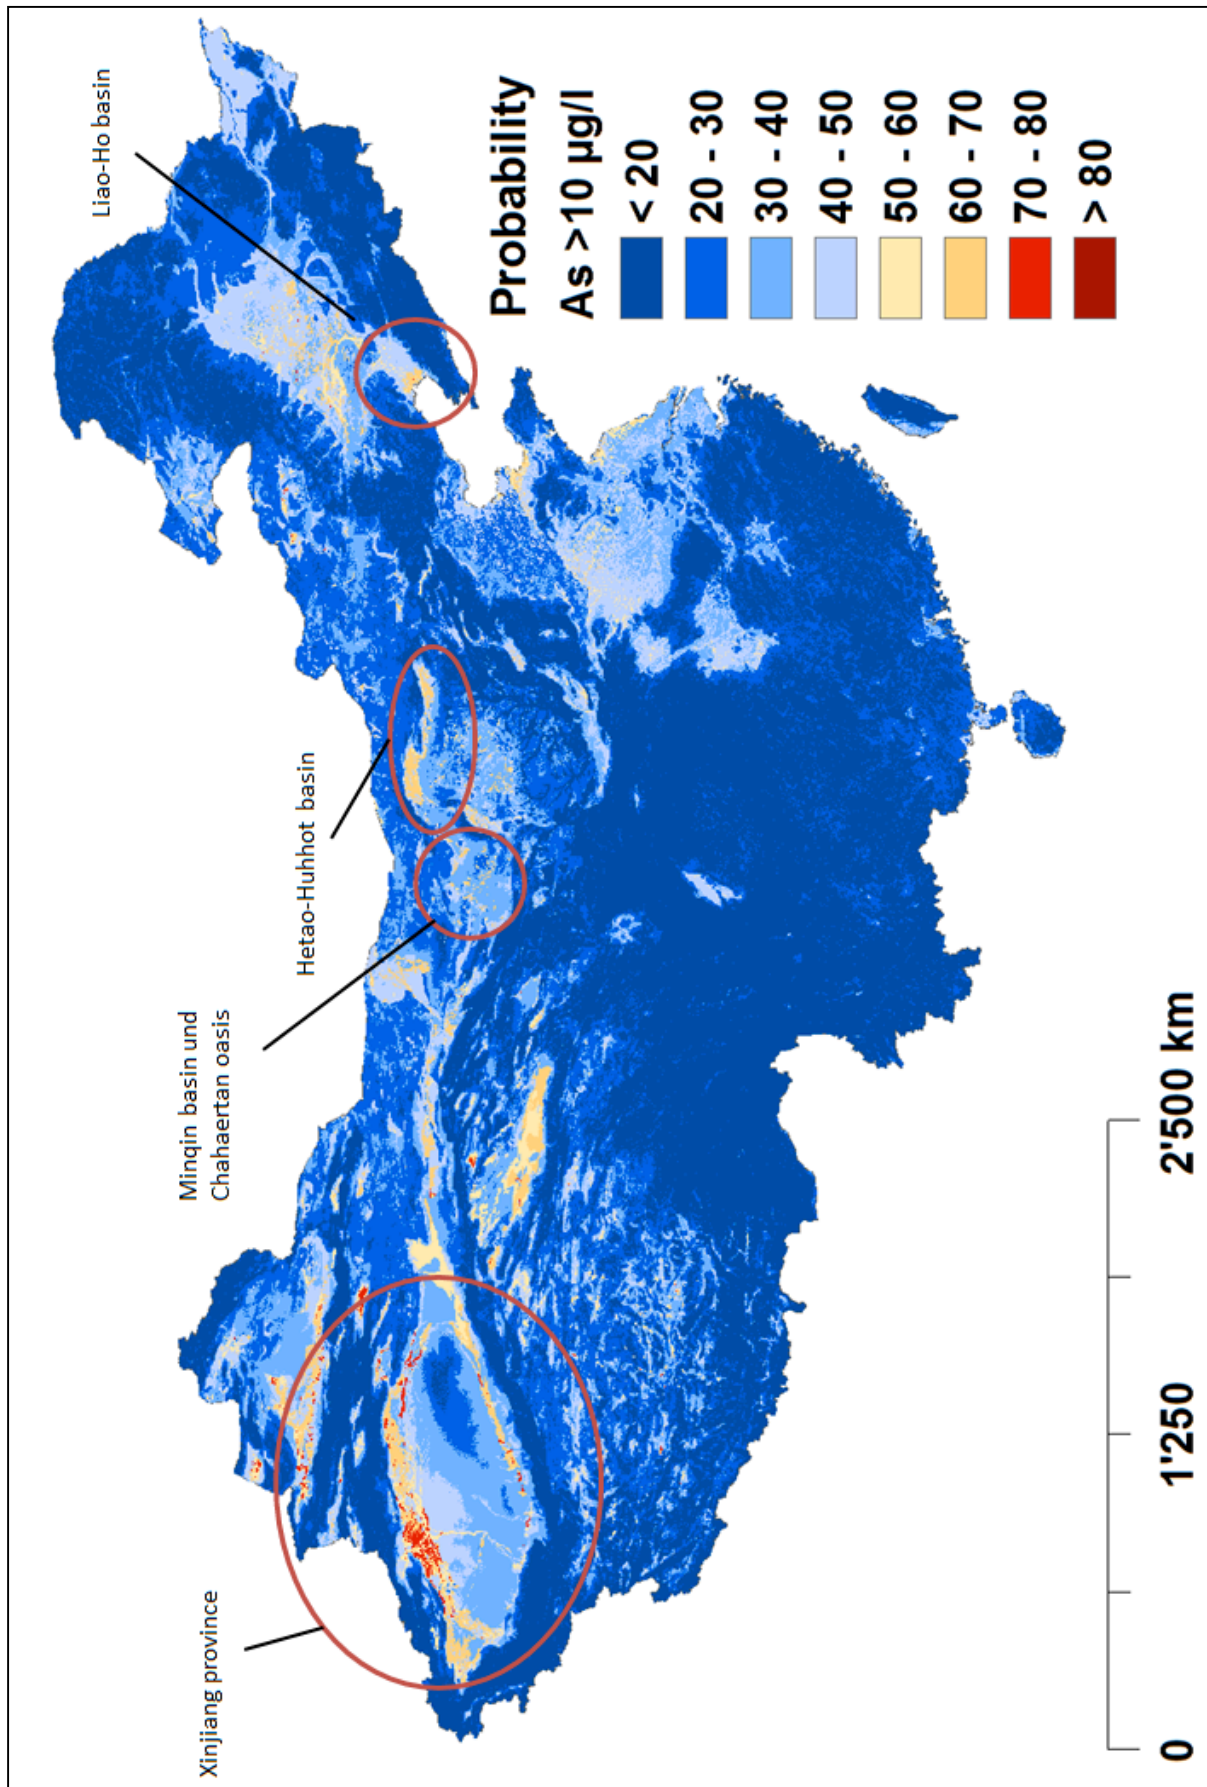 Xinjiang province
Minqin basin und
Chahaertan oasis
Hetao-Huhhot basin
Liao-Ho basin
Probability
As >10 µg/l
< 20
20 - 30
30 - 40
40 - 50
50 - 60
60 - 70
70 - 80
> 80
0 1'250 2'500 km